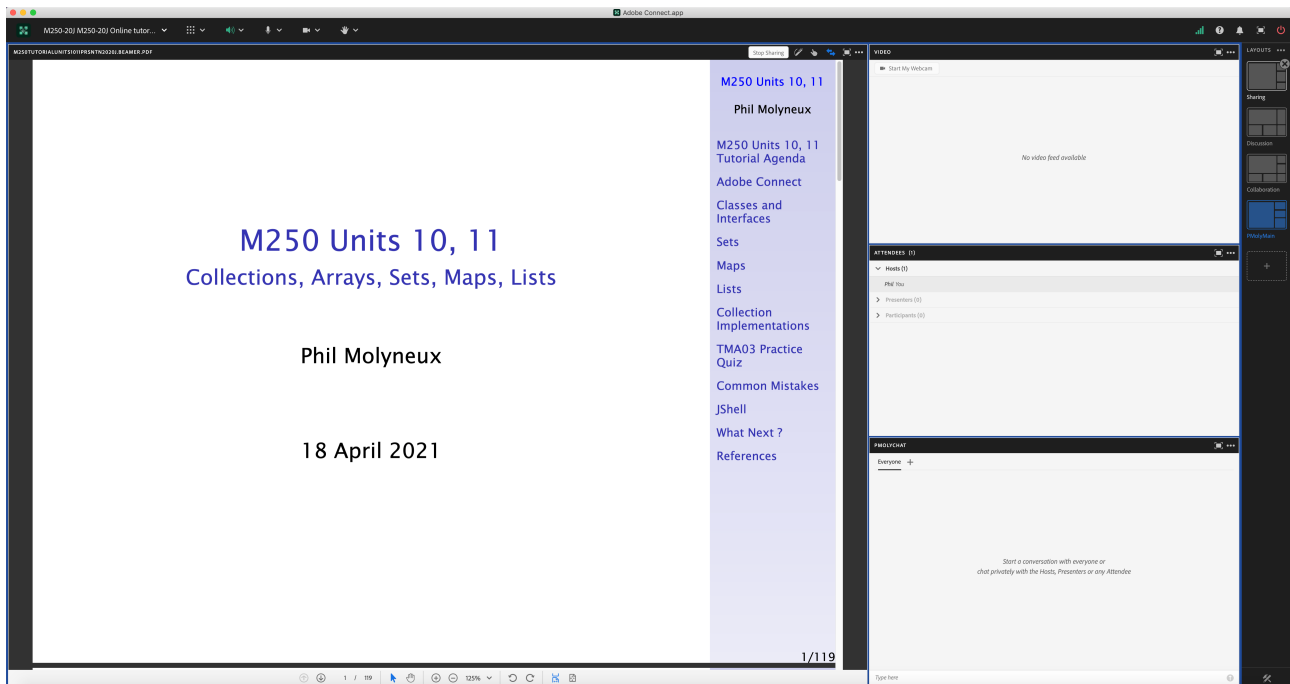 Adobe Connect.app
M250-20J M250-20J Online tutor...
M250TUTORIALUNITS1011PRSNTN2020J.BEAMER.PDF
Stop Sharing
M250 Units 10, 11
Collections, Arrays, Sets, Maps, Lists
Phil Molyneux
18 April 2021
M250 Units 10, 11
Phil Molyneux
M250 Units 10, 11
Tutorial Agenda
Adobe Connect
Classes and
Interfaces
Sets
Maps
Lists
Collection
Implementations
TMA03 Practice
Quiz
Common Mistakes
JShell
What Next ?
References
1/119
1 / 119
125%
VIDEO
Start My Webcam
No video feed available
ATTENDEES (1)
Hosts (1)
Phil You
Presenters (0)
Participants (0)
PMOLYCHAT
Everyone
Start a conversation with everyone or
chat privately with the Hosts, Presenters or any Attendee
Type here
LAYOUTS
Sharing
Discussion
Collaboration
PMolyMain